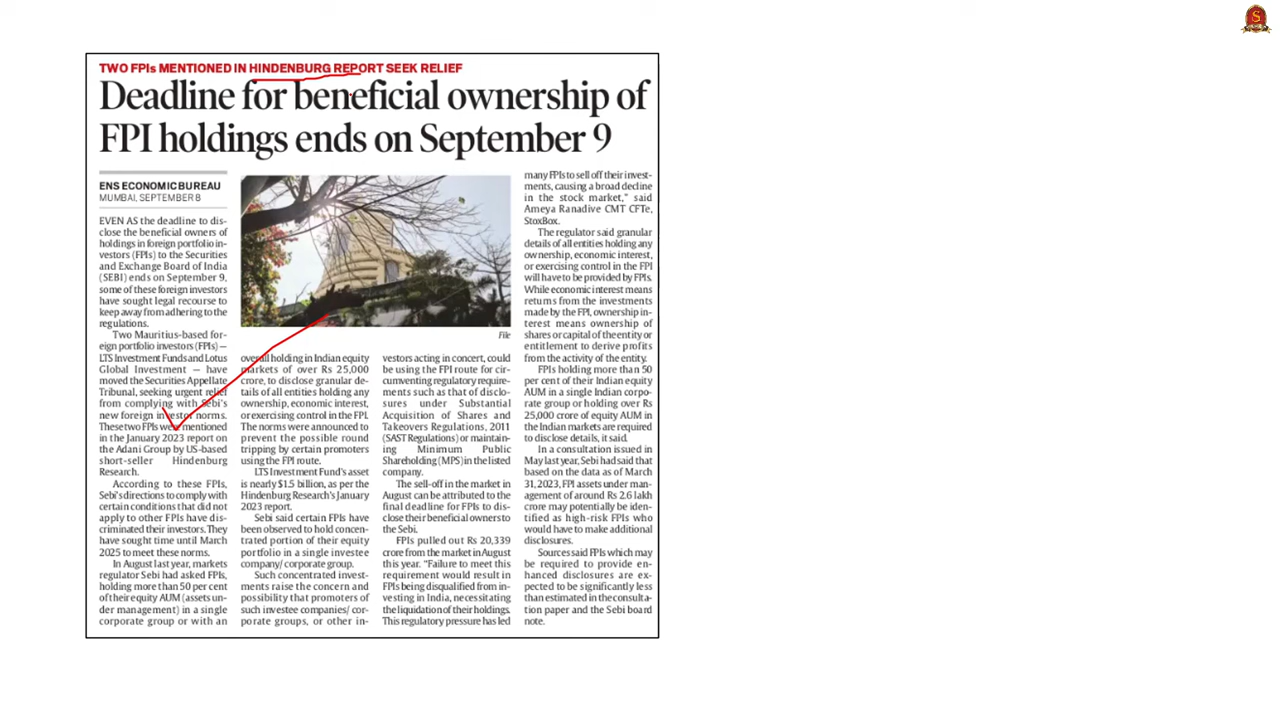 TWO FPIs MENTIONED IN HINDENBURG REPORT SEEK RELIEF
Deadline for beneficial ownership of
FPI holdings ends on September 9
ENS ECONOMIC BUREAU
MUMBAI, SEPTEMBER 8
EVEN AS the deadline to dis-
close the beneficial owners of
holdings in foreign portfolio in-
vestors (FPIs) to the Securities
and Exchange Board of India
(SEBI) ends on September 9,
some of these foreign investors
have sought legal recourse to
keep away from adhering to the
regulations.
Two Mauritius-based for-
eign portfolio investors (FPIs) —
LTS Investment Funds and Lotus
Global Investment — have
moved the Securities Appellate
Tribunal, seeking urgent relief
from complying with Sebi's
new foreign investor norms.
These two FPIs were mentioned
in the January 2023 report on
the Adani Group by US-based
short-seller Hindenburg
Research.
According to these FPIs,
Sebi's directions to comply with
certain conditions that did not
apply to other FPIs have dis-
criminated their investors. They
have sought time until March
2025 to meet these norms.
In August last year, markets
regulator Sebi had asked FPIs,
holding more than 50 per cent
of their equity AUM (assets un-
der management) in a single
corporate group or with an
File
overall holding in Indian equity
markets of over Rs 25,000
crore, to disclose granular de-
tails of all entities holding any
ownership, economic interest,
or exercising control in the FPI.
The norms were announced to
prevent the possible round
tripping by certain promoters
using the FPI route.
LTS Investment Fund's asset
is nearly $1.5 billion, as per the
Hindenburg Research's January
2023 report.
Sebi said certain FPIs have
been observed to hold concen-
trated portion of their equity
portfolio in a single investee
company/ corporate group.
Such concentrated invest-
ments raise the concern and
possibility that promoters of
such investee companies/ cor-
porate groups, or other in-
vestors acting in concert, could
be using the FPI route for cir-
cumventing regulatory require-
ments such as that of disclo-
sures under Substantial
Acquisition of Shares and
Takeovers Regulations, 2011
(SAST Regulations) or maintain-
ing Minimum Public
Shareholding (MPS) in the listed
company.
The sell-off in the market in
August can be attributed to the
final deadline for FPIs to dis-
close their beneficial owners to
the Sebi.
FPIs pulled out Rs 20,339
crore from the market in August
this year. “Failure to meet this
requirement would result in
FPIs being disqualified from in-
vesting in India, necessitating
the liquidation of their holdings.
This regulatory pressure has led
many FPIs to sell off their invest-
ments, causing a broad decline
in the stock market,” said
Ameya Ranadive CMT CFTe,
StoxBox.
The regulator said granular
details of all entities holding any
ownership, economic interest,
or exercising control in the FPI
will have to be provided by FPIs.
While economic interest means
returns from the investments
made by the FPI, ownership in-
terest means ownership of
shares or capital of the entity or
entitlement to derive profits
from the activity of the entity.
FPIs holding more than 50
per cent of their Indian equity
AUM in a single Indian corpo-
rate group or holding over Rs
25,000 crore of equity AUM in
the Indian markets are required
to disclose details, it said.
In a consultation issued in
May last year, Sebi had said that
based on the data as of March
31, 2023, FPI assets under man-
agement of around Rs 2.6 lakh
crore may potentially be iden-
tified as high-risk FPIs who
would have to make additional
disclosures.
Sources said FPIs which may
be required to provide en-
hanced disclosures are ex-
pected to be significantly less
than estimated in the consulta-
tion paper and the Sebi board
note.